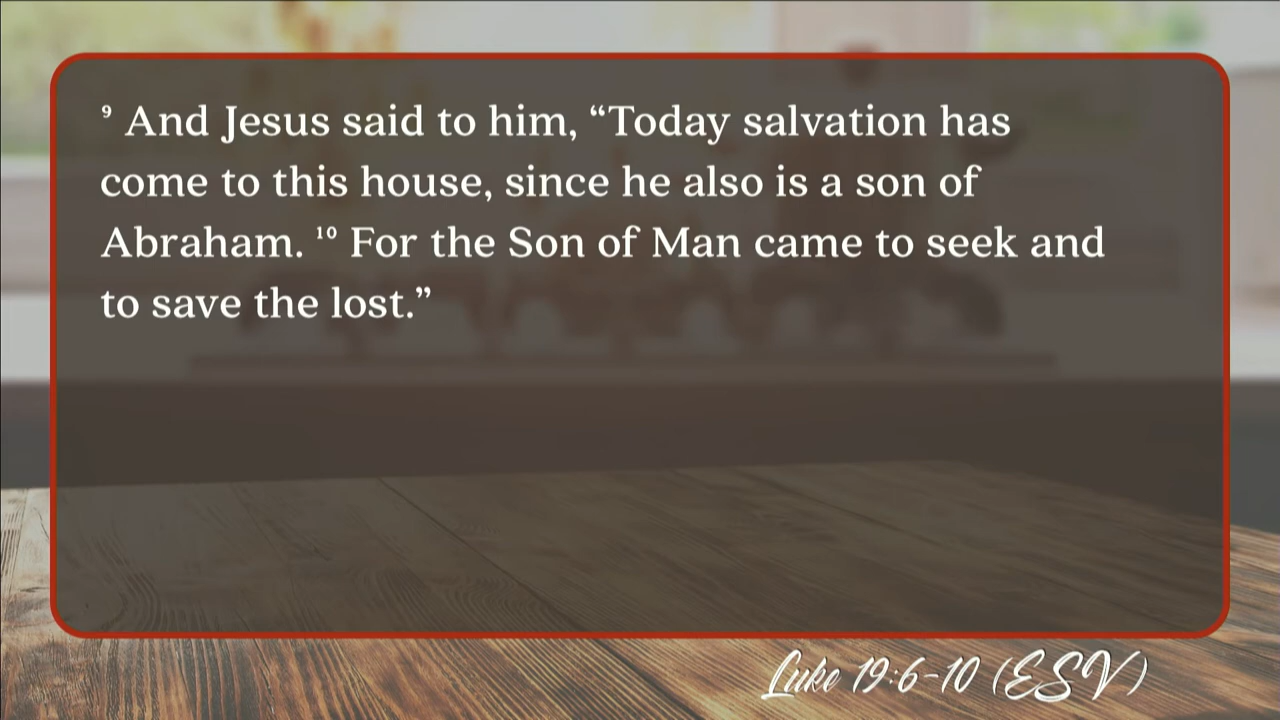 ⁹ And Jesus said to him, “Today salvation has
come to this house, since he also is a son of
Abraham. ¹⁰ For the Son of Man came to seek and
to save the lost.”
Luke 19:6-10 (ESV)